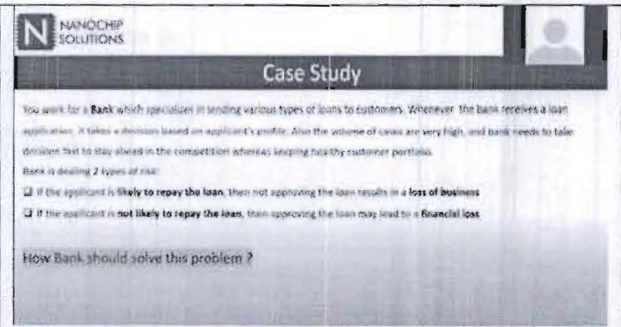 N NANOCHIP
SOLUTIONS
Case Study
You work for a Bank which specializes in lending various types of loans to customers. Whenever the bank receives a loan
application, it takes a decision based on applicant's profile. Also the volume of cases are very high, and bank needs to take
decision fast to stay ahead in the competition whereas keeping healthy customer portfolio.
Bank is dealing 2 types of risk:
If the applicant is likely to repay the loan, then not approving the loan results in a loss of business
If the applicant is not likely to repay the loan, then approving the loan may lead to a financial loss
How Bank should solve this problem ?